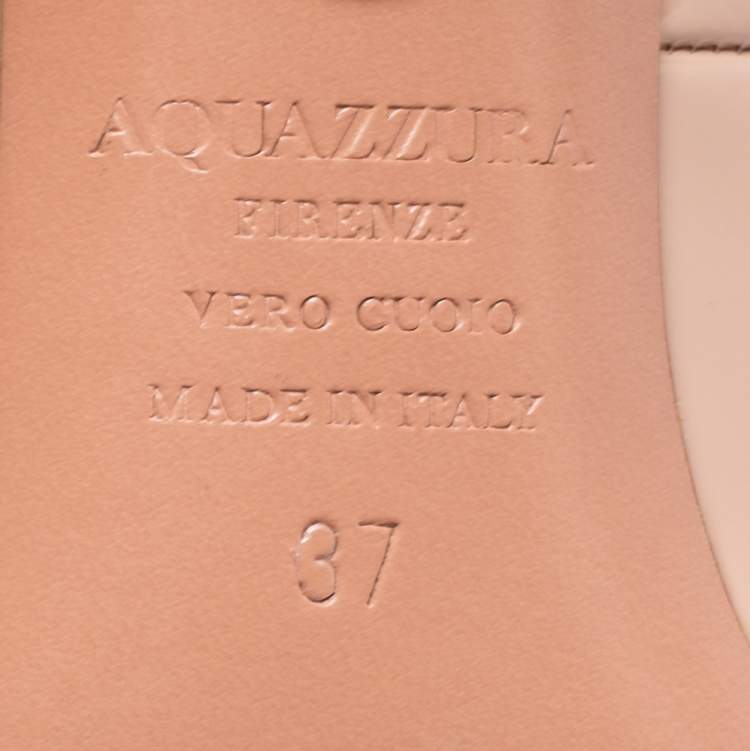 AQUAZZURA
FIRENZE
VERO CUOIO
MADE IN ITALY
37